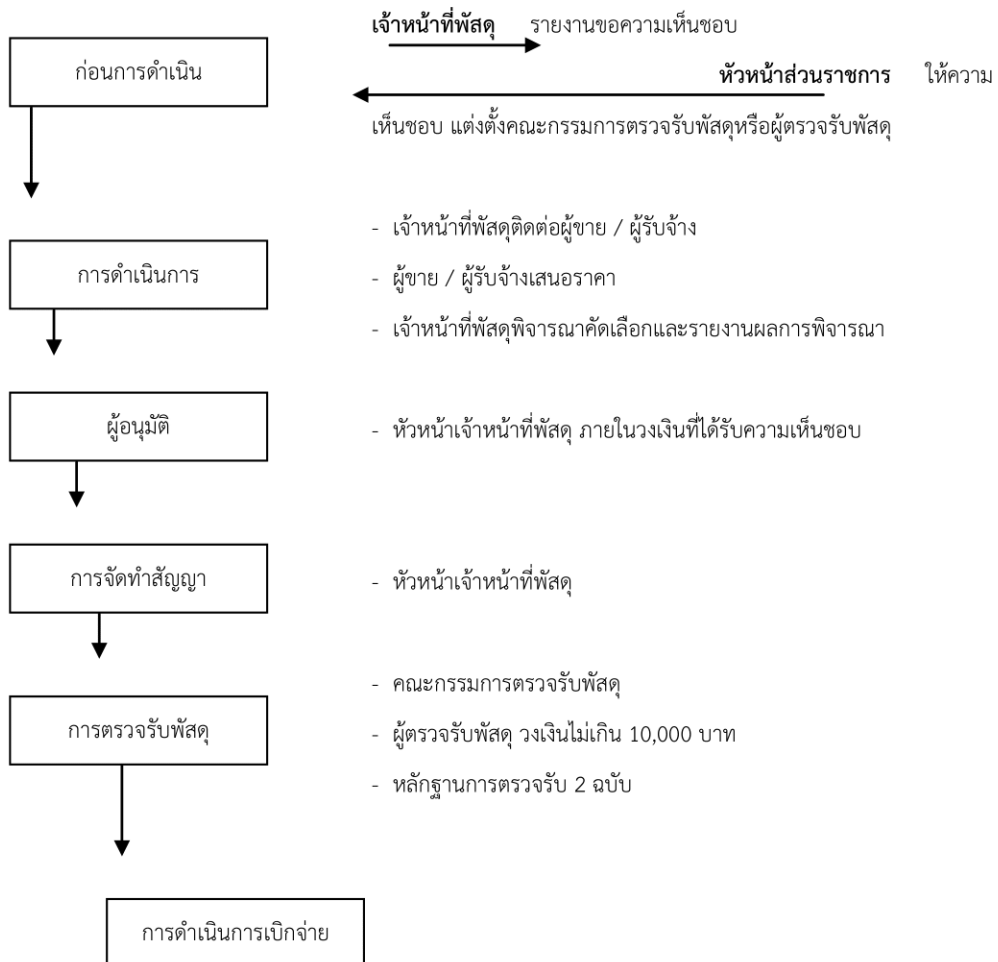 เจ้าหน้าที่พัสดุ รายงานขอความเห็นชอบ
ก่อนการดำเนิน
หัวหน้าส่วนราชการ ให้ความ
เห็นชอบ แต่งตั้งคณะกรรมการตรวจรับพัสดุหรือผู้ตรวจรับพัสดุ
- เจ้าหน้าที่พัสดุติดต่อผู้ขาย / ผู้รับจ้าง
การดำเนินการ
- ผู้ขาย / ผู้รับจ้างเสนอราคา
- เจ้าหน้าที่พัสดุพิจารณาคัดเลือกและรายงานผลการพิจารณา
ผู้อนุมัติ
- หัวหน้าเจ้าหน้าที่พัสดุ ภายในวงเงินที่ได้รับความเห็นชอบ
การจัดทำสัญญา
- หัวหน้าเจ้าหน้าที่พัสดุ
- คณะกรรมการตรวจรับพัสดุ
การตรวจรับพัสดุ
- ผู้ตรวจรับพัสดุ วงเงินไม่เกิน 10,000 บาท
- หลักฐานการตรวจรับ 2 ฉบับ
การดำเนินการเบิกจ่าย